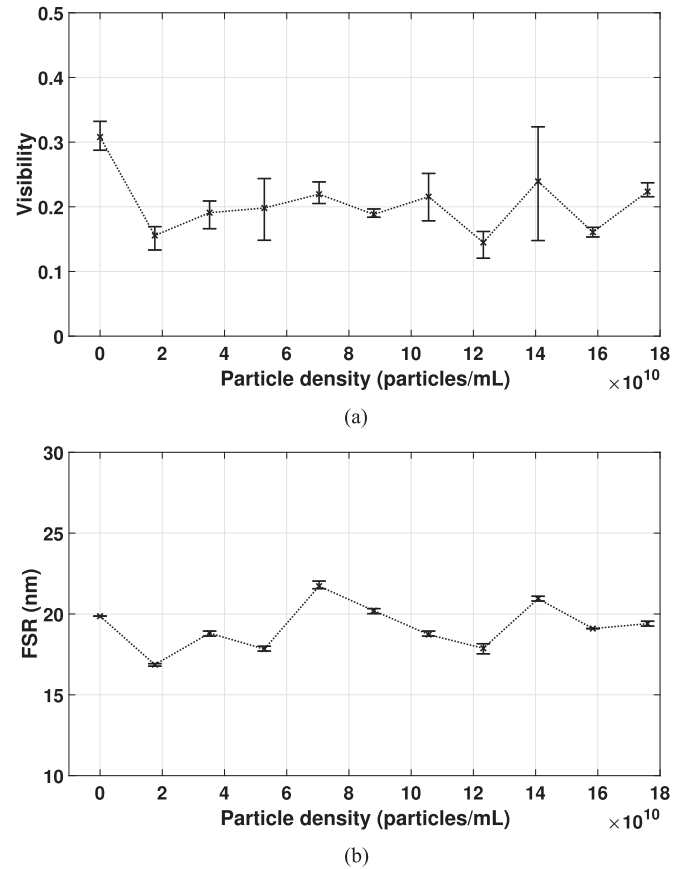 0.5
0.4
0.3
0.2
0.1
0
Visibility
0 2 4 6 8 10 12 14 16 18
Particle density (particles/mL)
×10^10
(a)
30
25
20
15
10
FSR (nm)
0 2 4 6 8 10 12 14 16 18
Particle density (particles/mL)
×10^10
(b)